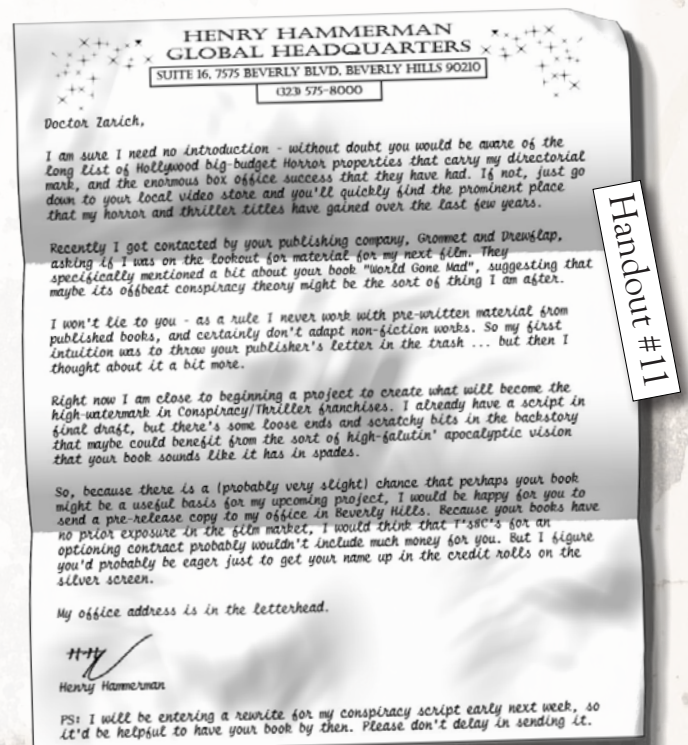 HENRY HAMMERMAN
GLOBAL HEADQUARTERS
SUITE 16, 7575 BEVERLY BLVD, BEVERLY HILLS 90210
(323) 575-8000
Doctor Zarich,
I am sure I need no introduction - without doubt you would be aware of the
long list of Hollywood big-budget Horror properties that carry my directorial
mark, and the enormous box office success that they have had. If not, just go
down to your local video store and you'll quickly find the prominent place
that my horror and thriller titles have gained over the last few years.
Recently I got contacted by your publishing company, Grommet and Drewflap,
asking if I was on the lookout for material for my next film. They
specifically mentioned a bit about your book "World Gone Mad", suggesting that
maybe its offbeat conspiracy theory might be the sort of thing I am after.
I won't lie to you - as a rule I never work with pre-written material from
published books, and certainly don't adapt non-fiction works. So my first
intuition was to throw your publisher's letter in the trash ... but then I
thought about it a bit more.
Right now I am close to beginning a project to create what will become the
high-watermark in Conspiracy/Thriller franchises. I already have a script in
final draft, but there's some loose ends and scratchy bits in the backstory
that maybe could benefit from the sort of high-falutin' apocalyptic vision
that your book sounds like it has in spades.
So, because there is a (probably very slight) chance that perhaps your book
might be a useful basis for my upcoming project, I would be happy for you to
send a pre-release copy to my office in Beverly Hills. Because your books have
no prior exposure in the film market, I would think that T's&C's for an
optioning contract probably wouldn't include much money for you. But I figure
you'd probably be eager just to get your name up in the credit rolls on the
silver screen.
My office address is in the letterhead.
Henry Hammerman
PS: I will be entering a rewrite for my conspiracy script early next week, so
it'd be helpful to have your book by then. Please don't delay in sending it.
Handout #11